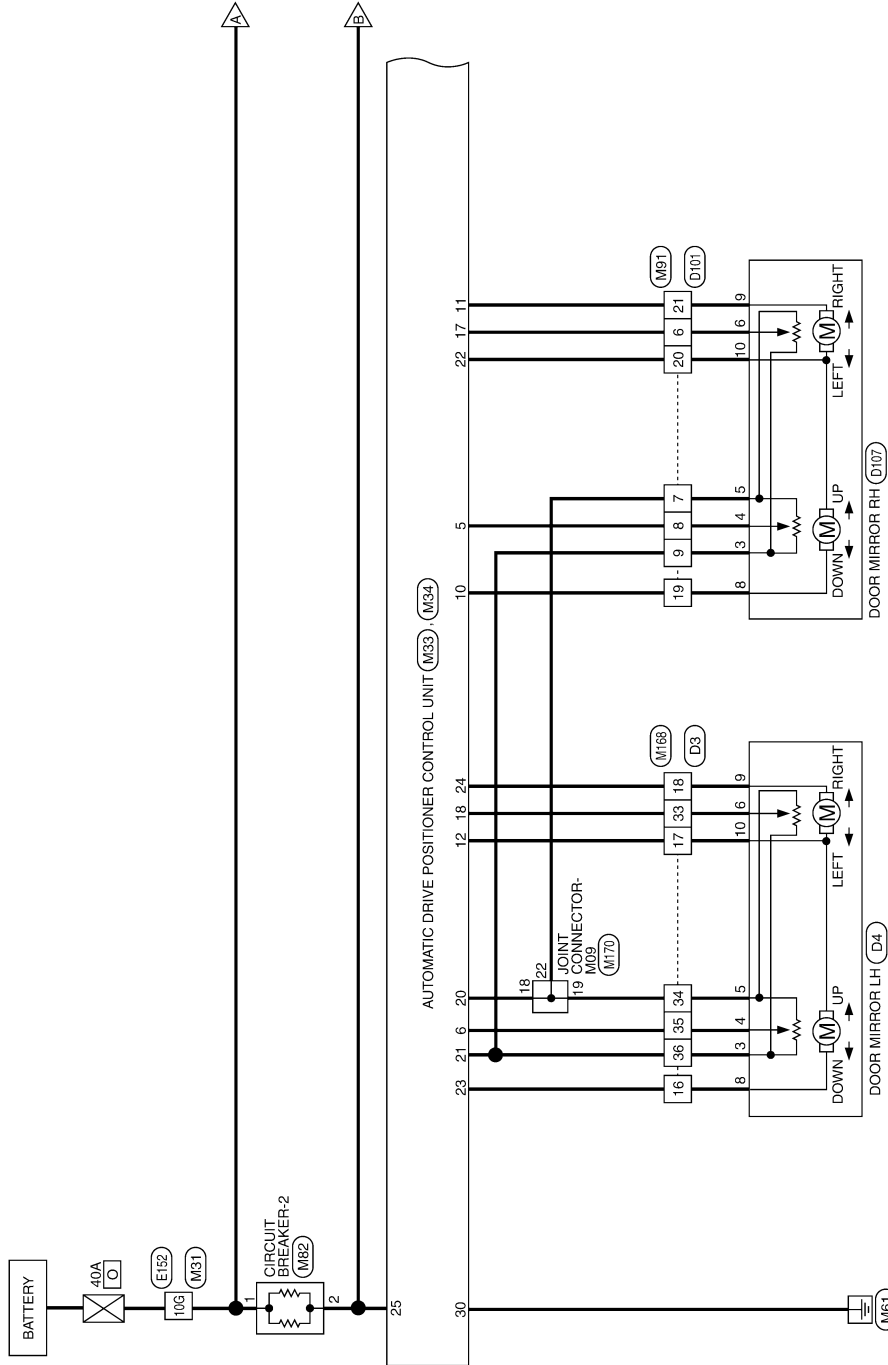 BATTERY
40A
O
E152
10G
M31
A
1
CIRCUIT
BREAKER-2
M82
2
B
25
AUTOMATIC DRIVE POSITIONER CONTROL UNIT M33 , M34
30
23
21
6
20
12
18
24
10
5
22
17
11
18
22
19
JOINT
CONNECTOR-
M09
M170
16
36
35
34
17
33
18
M168
D3
19
9
8
7
20
6
21
M91
D101
8
3
4
5
10
6
9
8
3
4
5
10
6
9
DOWN
M
UP
LEFT
M
RIGHT
DOWN
M
UP
LEFT
M
RIGHT
DOOR MIRROR LH D4
DOOR MIRROR RH D107
M61